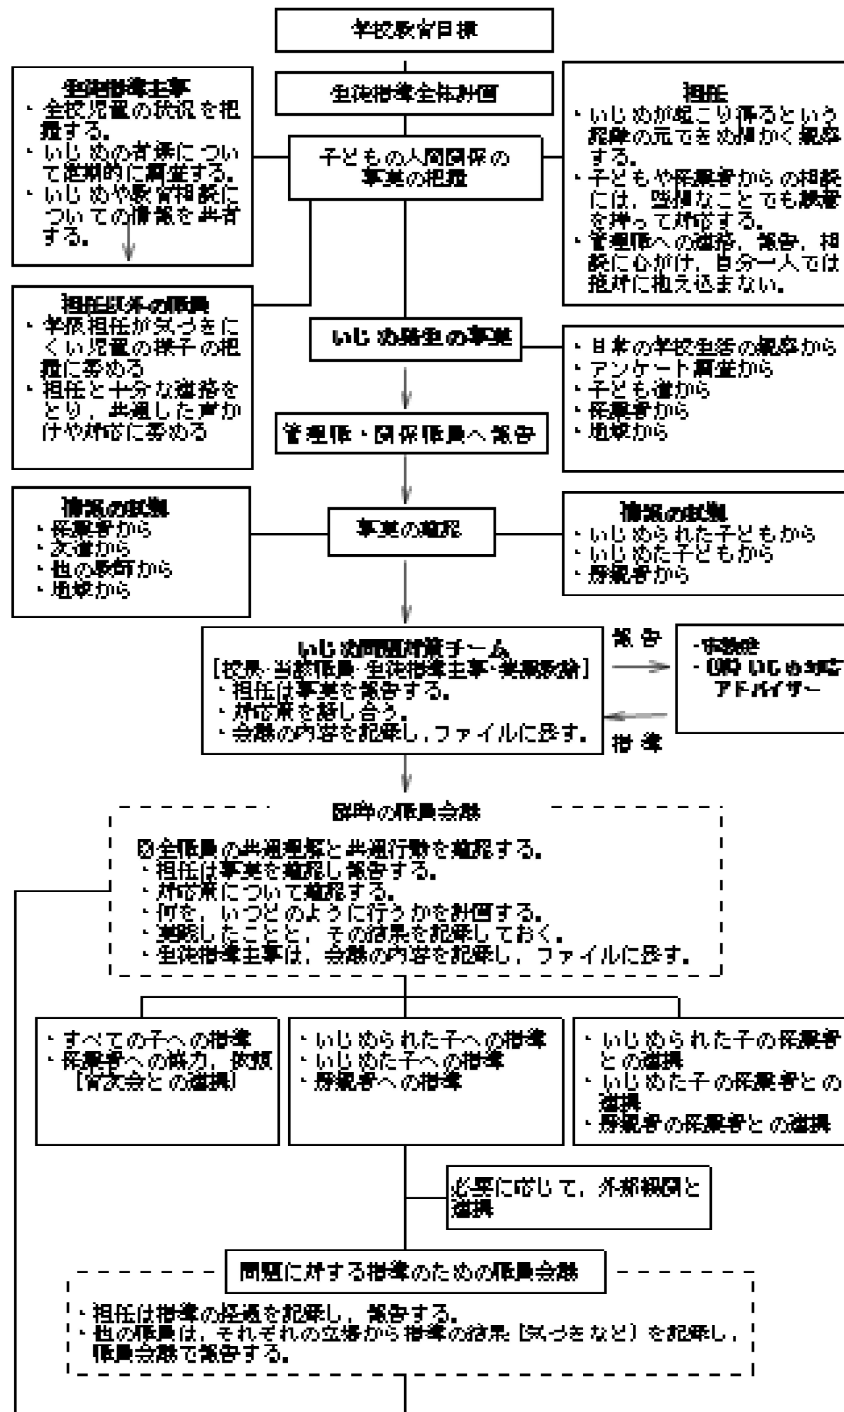 学校教育目標
生徒指導主事
・全校児童の状況を把
握する。
・いじめの有無につい
て定期的に調査する。
・いじめや教育相談に
ついての情報を共有
する。
生徒指導全体計画
子どもの人間関係の
事実の把握
担任
・いじめが起こり得るという
認識の元できめ細かく観察
する。
・子どもや保護者からの相談
には、些細なことでも誠意
を持って対応する。
・管理職への連絡、報告、相
談に心がけ、自分一人では
絶対に抱え込まない。
担任以外の職員
・学級担任が気づきに
くい児童の様子の把
握に努める
・担任と十分な連絡を
とり、共通した声か
けや対応に努める
いじめ発生の事実
・日常の学校生活の観察から
・アンケート調査から
・子ども達から
・保護者から
・地域から
管理職・関係職員へ報告
情報の収集
・保護者から
・友達から
・他の教師から
・地域から
事実の確認
情報の収集
・いじめられた子どもから
・いじめた子どもから
・傍観者から
いじめ問題対策チーム
[校長・当該職員・生徒指導主事・養護教諭]
・担任は事実を報告する。
・対応策を話し合う。
・会議の内容を記録し、ファイルに残す。
報告
指導
いじめ対応
アドバイザー
臨時の職員会議
全職員の共通理解と共通行動を確認する。
・担任は事実を確認し報告する。
・対応策について確認する。
・何を、いつどのように行うかを計画する。
・実践したことと、その結果を記録しておく。
・生徒指導主事は、会議の内容を記録し、ファイルに残す。
・すべての子への指導
・保護者への協力、依頼
[育友会との連携]
・いじめられた子への指導
・いじめた子への指導
・傍観者への指導
・いじめられた子の保護者
との連携
・いじめた子の保護者との
連携
・傍観者の保護者との連携
必要に応じて、外部機関と
連携
問題に対する指導のための職員会議
・担任は指導の経過を記録し、報告する。
・他の職員は、それぞれの立場から指導の結果[気づきなど]を記録し、
職員会議で報告する。